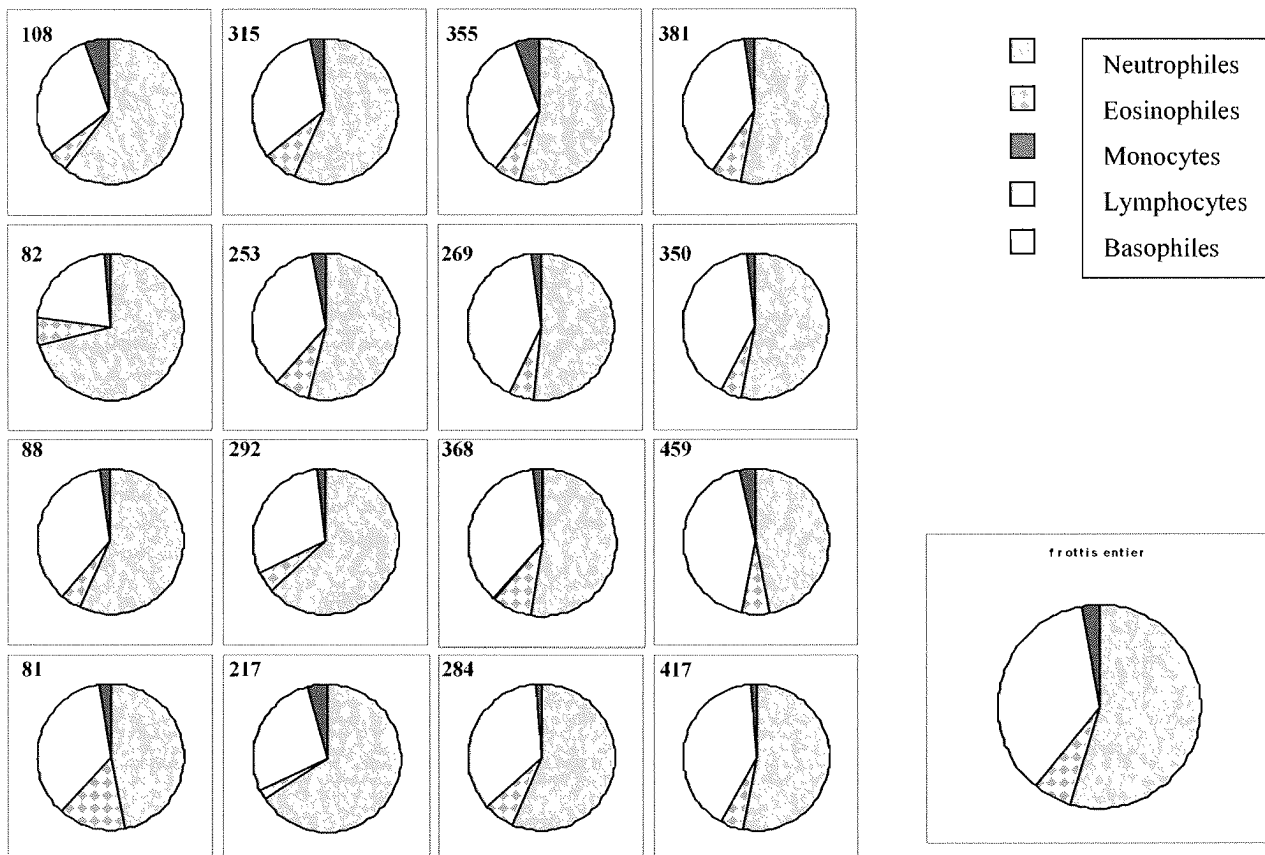 108
315
355
381
82
253
269
350
88
292
368
459
81
217
284
417
Neutrophiles
Eosinophiles
Monocytes
Lymphocytes
Basophiles
frottis entier